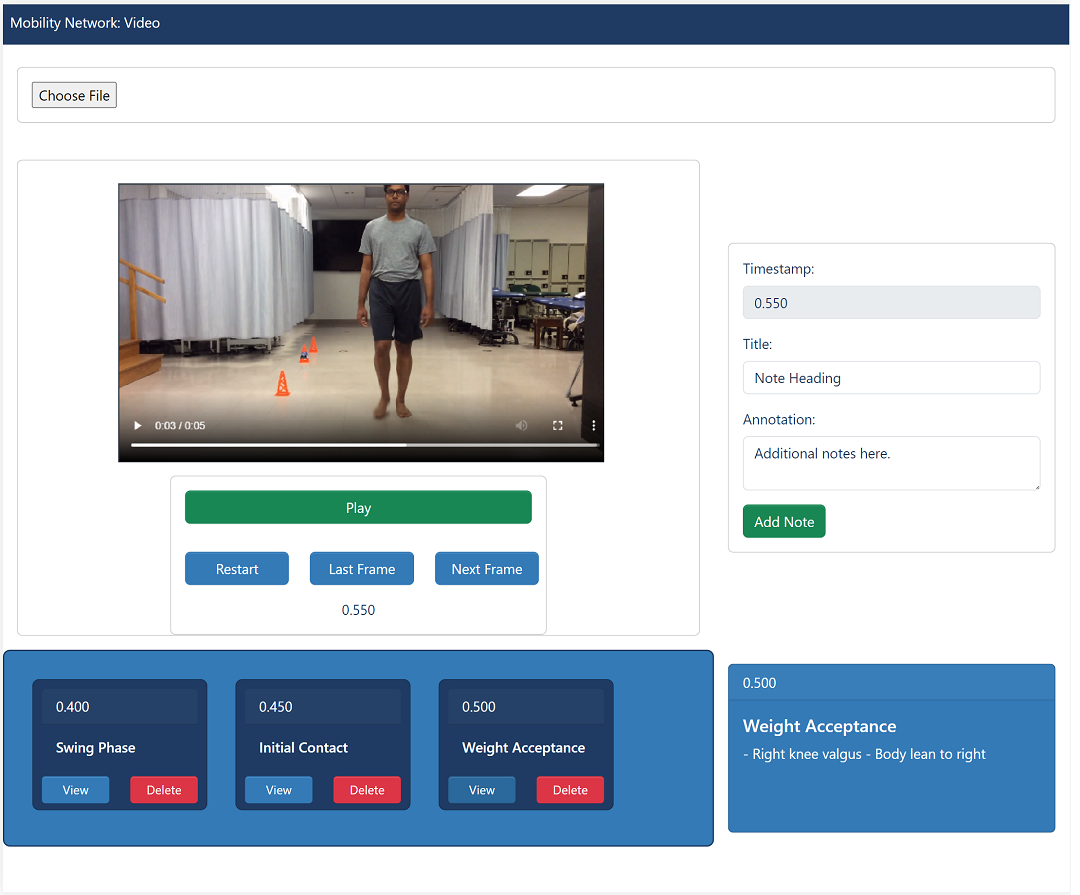 Mobility Network: Video
Choose File
0:03 / 0:05
Play
Restart
Last Frame
Next Frame
0.550
Timestamp:
0.550
Title:
Note Heading
Annotation:
Additional notes here.
Add Note
0.400
Swing Phase
View
Delete
0.450
Initial Contact
View
Delete
0.500
Weight Acceptance
View
Delete
0.500
Weight Acceptance
- Right knee valgus - Body lean to right